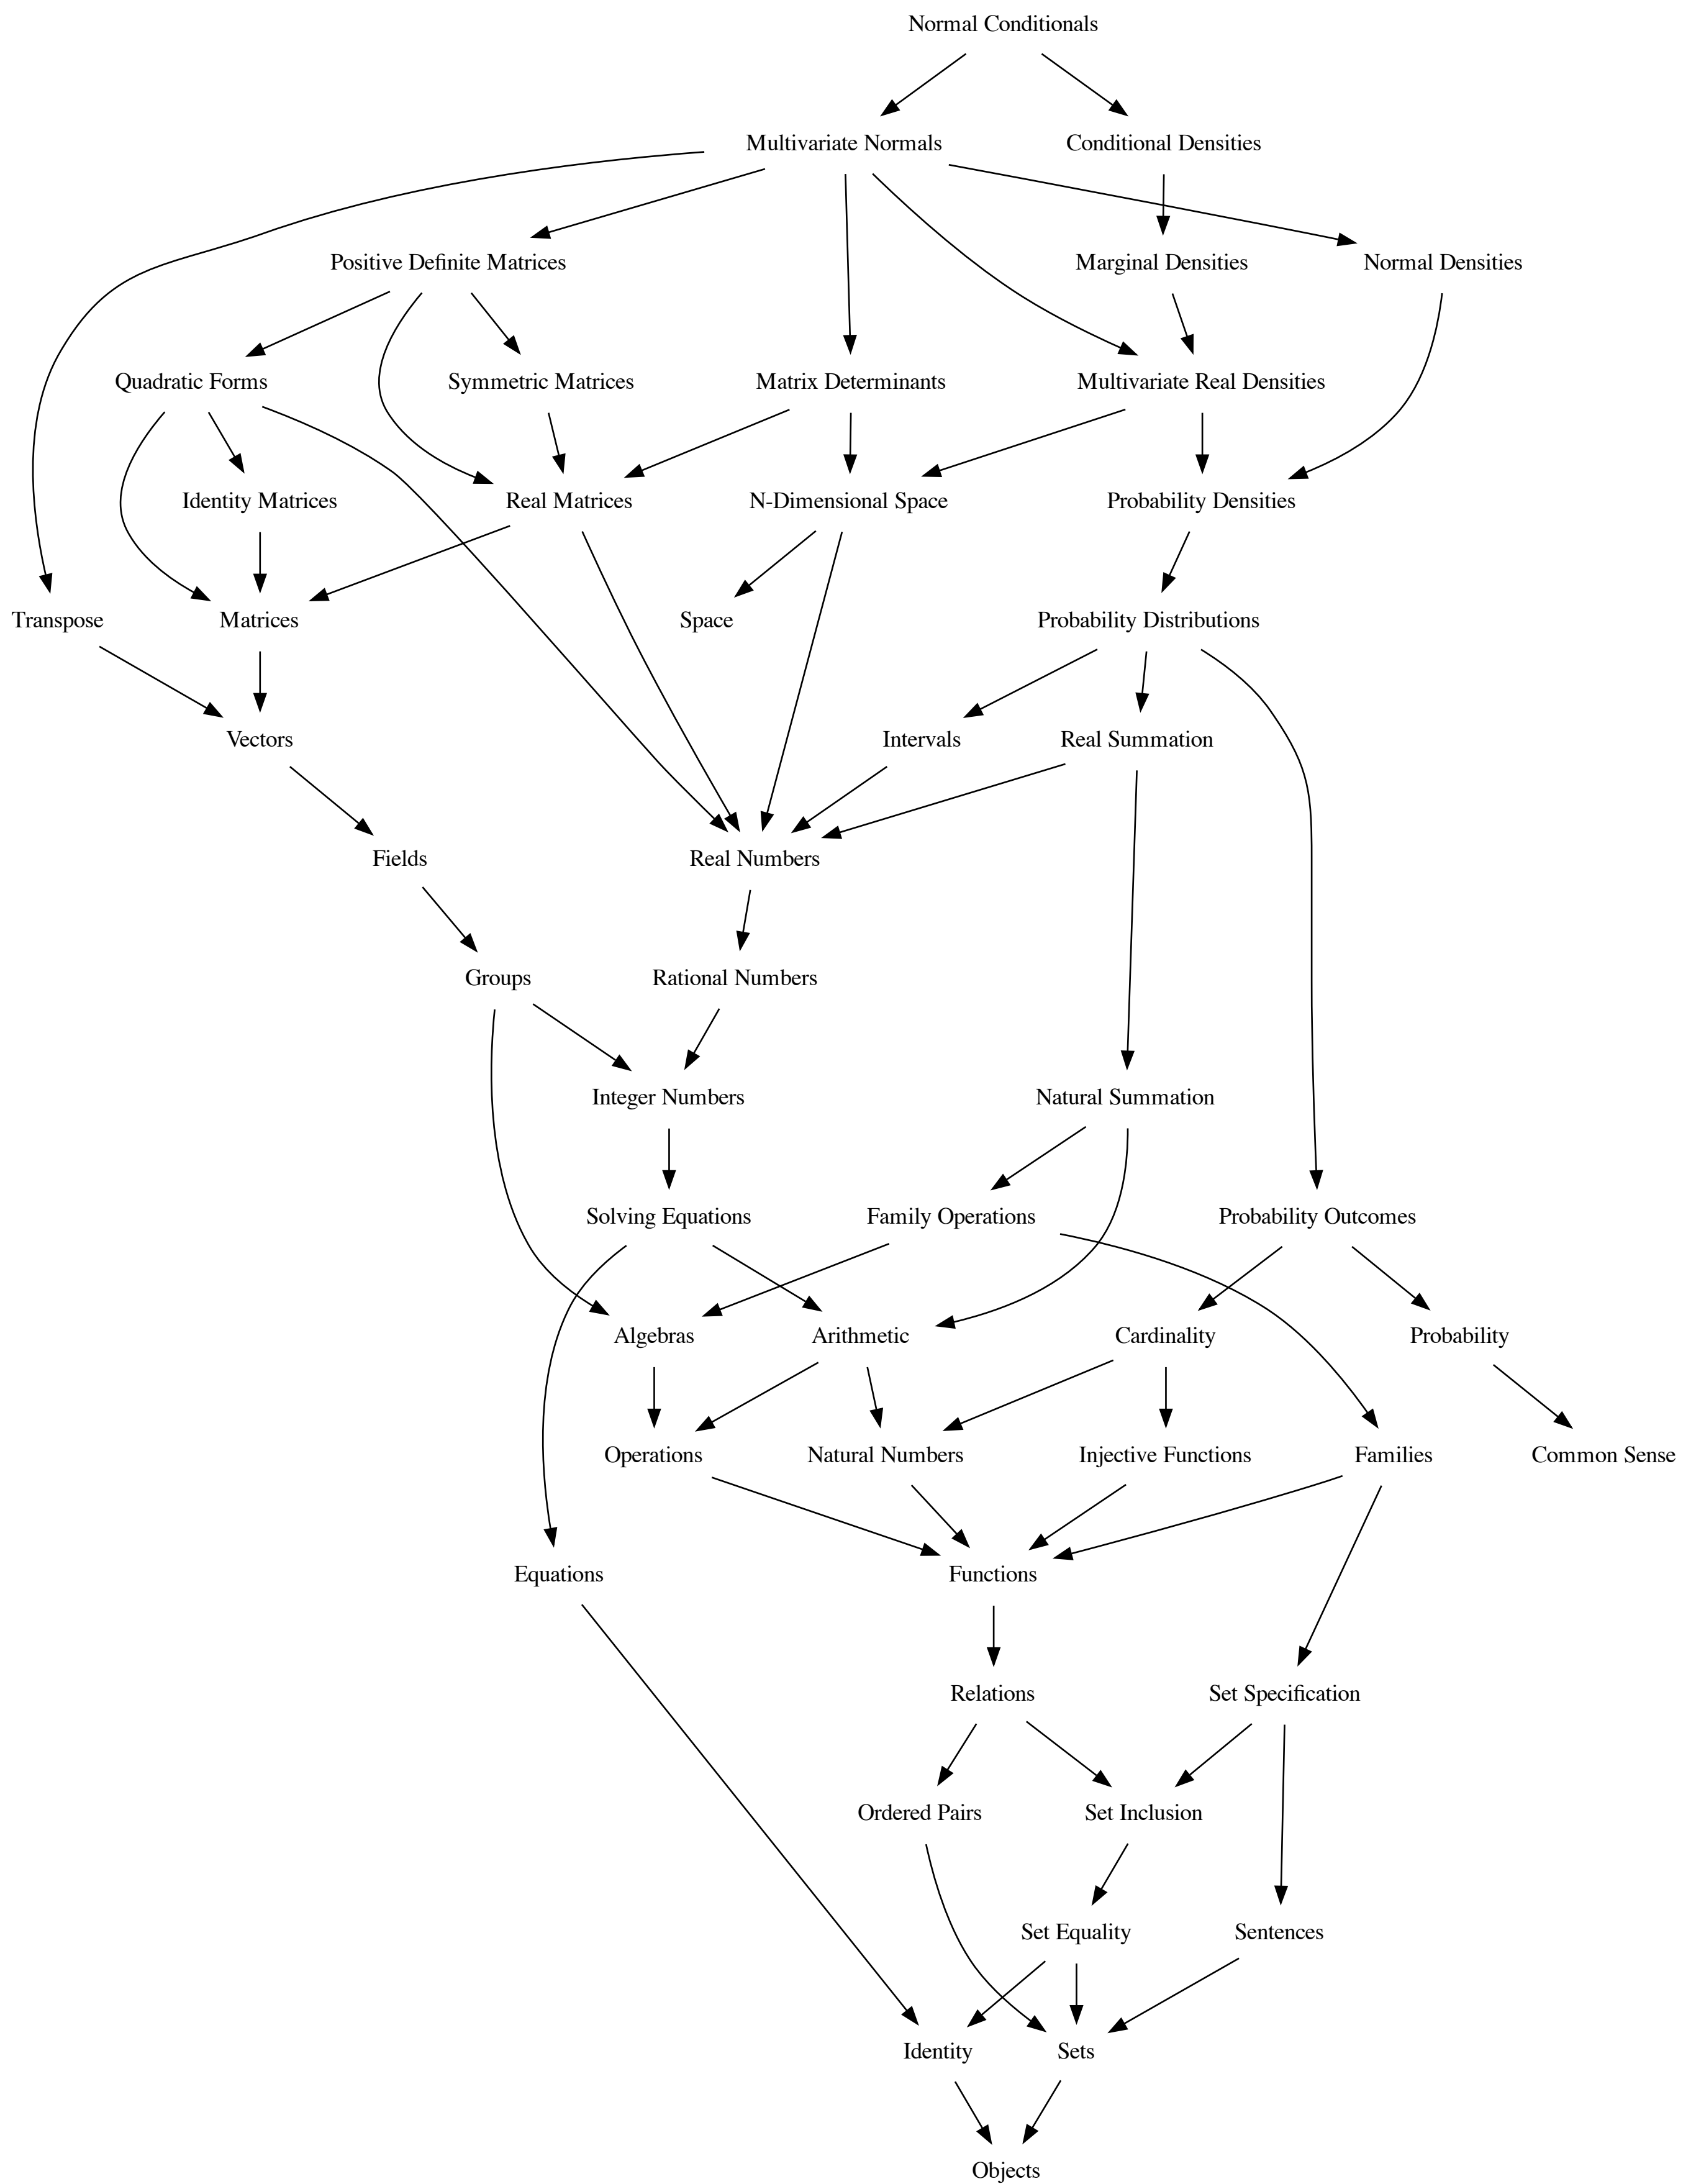 Normal Conditionals
Multivariate Normals
Conditional Densities
Positive Definite Matrices
Marginal Densities
Normal Densities
Quadratic Forms
Symmetric Matrices
Matrix Determinants
Multivariate Real Densities
Identity Matrices
Real Matrices
N-Dimensional Space
Probability Densities
Transpose
Matrices
Space
Probability Distributions
Vectors
Intervals
Real Summation
Fields
Real Numbers
Groups
Rational Numbers
Integer Numbers
Natural Summation
Solving Equations
Family Operations
Probability Outcomes
Algebras
Arithmetic
Cardinality
Probability
Operations
Natural Numbers
Injective Functions
Families
Common Sense
Equations
Functions
Relations
Set Specification
Ordered Pairs
Set Inclusion
Set Equality
Sentences
Identity
Sets
Objects